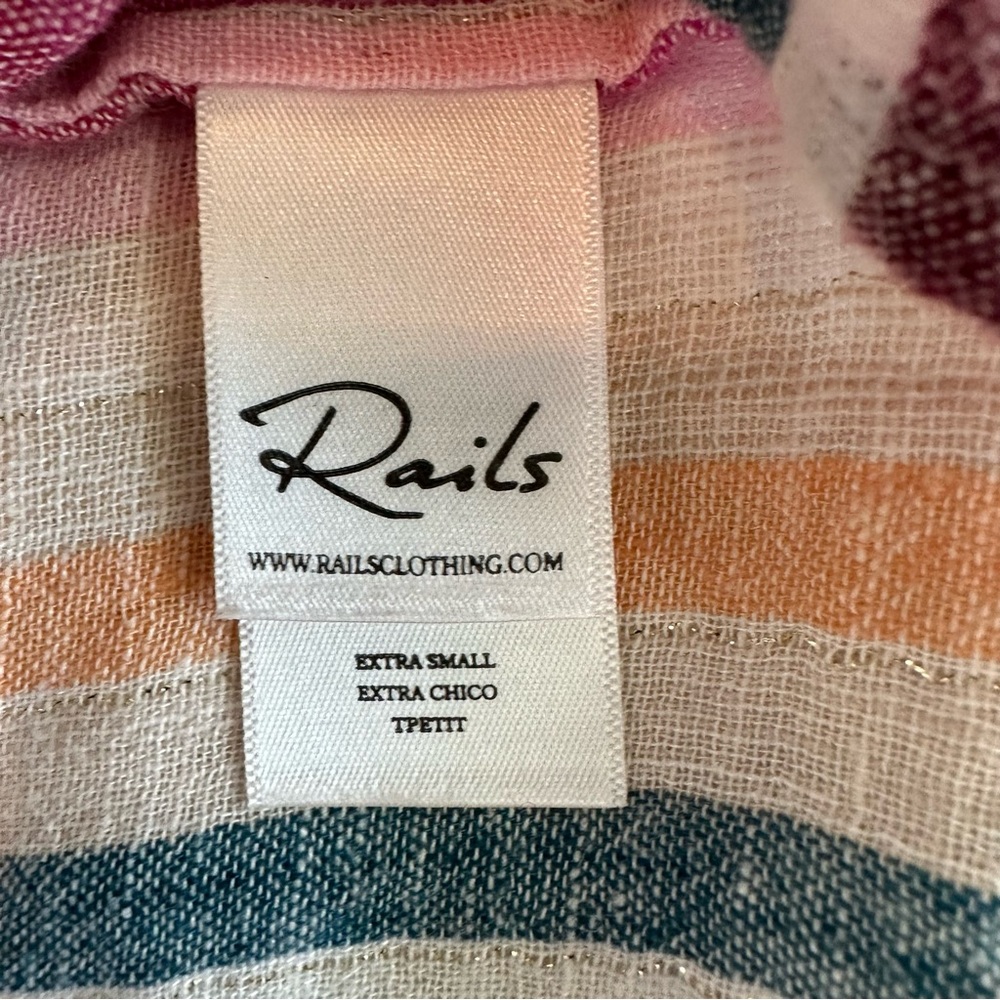 Rails
WWW.RAILSCLOTHING.COM
EXTRA SMALL
EXTRA CHICO
TPETIT